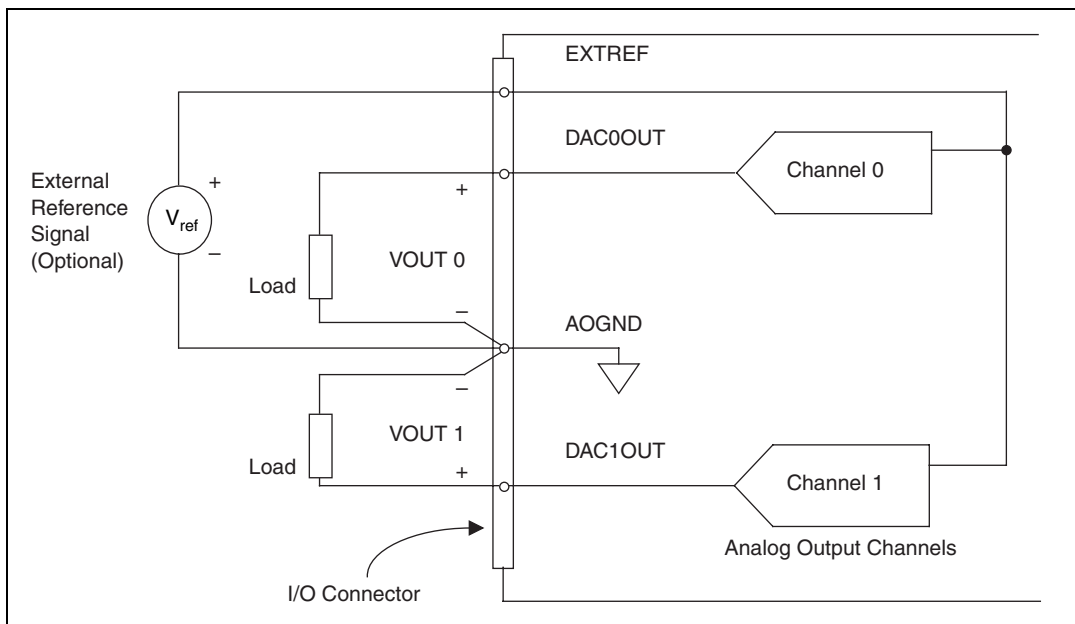 EXTREF
DAC0OUT
Channel 0
External
Reference
Signal
(Optional)
+
Vref
–
+
VOUT 0
Load
–
AOGND
–
VOUT 1
Load
+
DAC1OUT
Channel 1
Analog Output Channels
I/O Connector